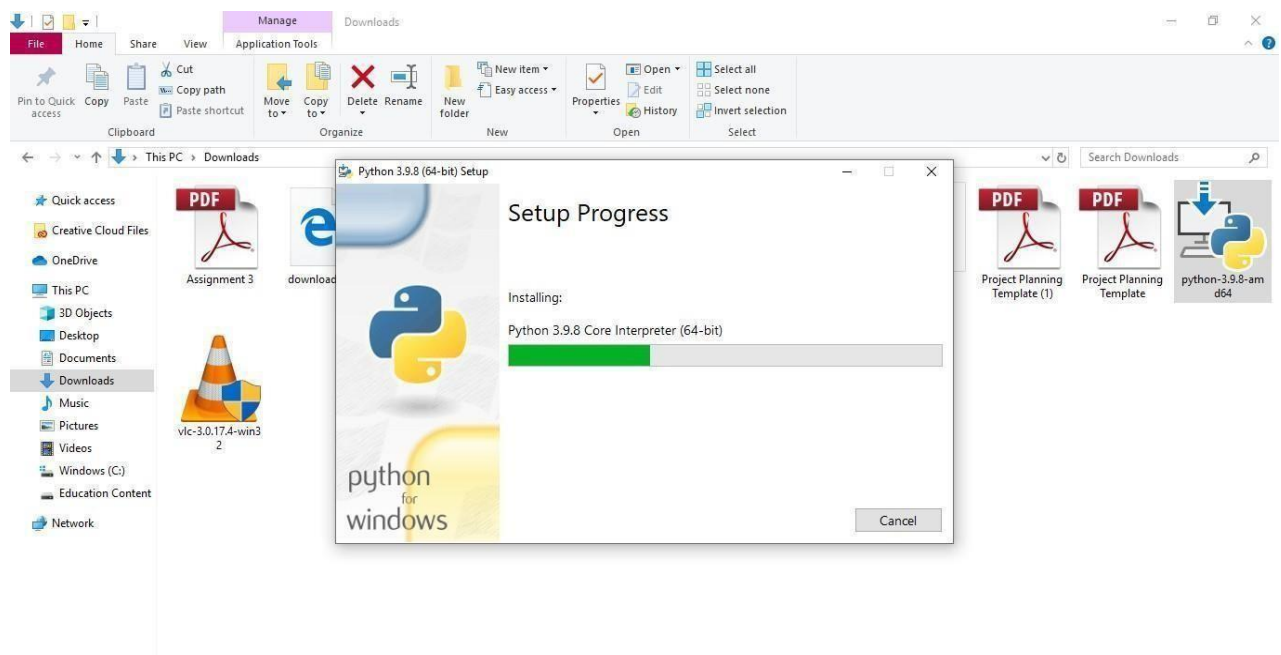 Manage
Downloads
File
Home
Share
View
Application Tools
Pin to Quick access
Copy
Paste
Cut
Copy path
Paste shortcut
Clipboard
Move to
Copy to
Delete
Rename
Organize
New folder
New item
Easy access
New
Properties
Open
Edit
History
Open
Select all
Select none
Invert selection
Select
This PC > Downloads
Search Downloads
Quick access
Creative Cloud Files
OneDrive
This PC
3D Objects
Desktop
Documents
Downloads
Music
Pictures
Videos
Windows (C:)
Education Content
Network
PDF
Assignment 3
download
vlc-3.0.17.4-win3
2
Python 3.9.8 (64-bit) Setup
Setup Progress
Installing:
Python 3.9.8 Core Interpreter (64-bit)
python
for
windows
Cancel
PDF
Project Planning
Template (1)
PDF
Project Planning
Template
python-3.9.8-am
d64